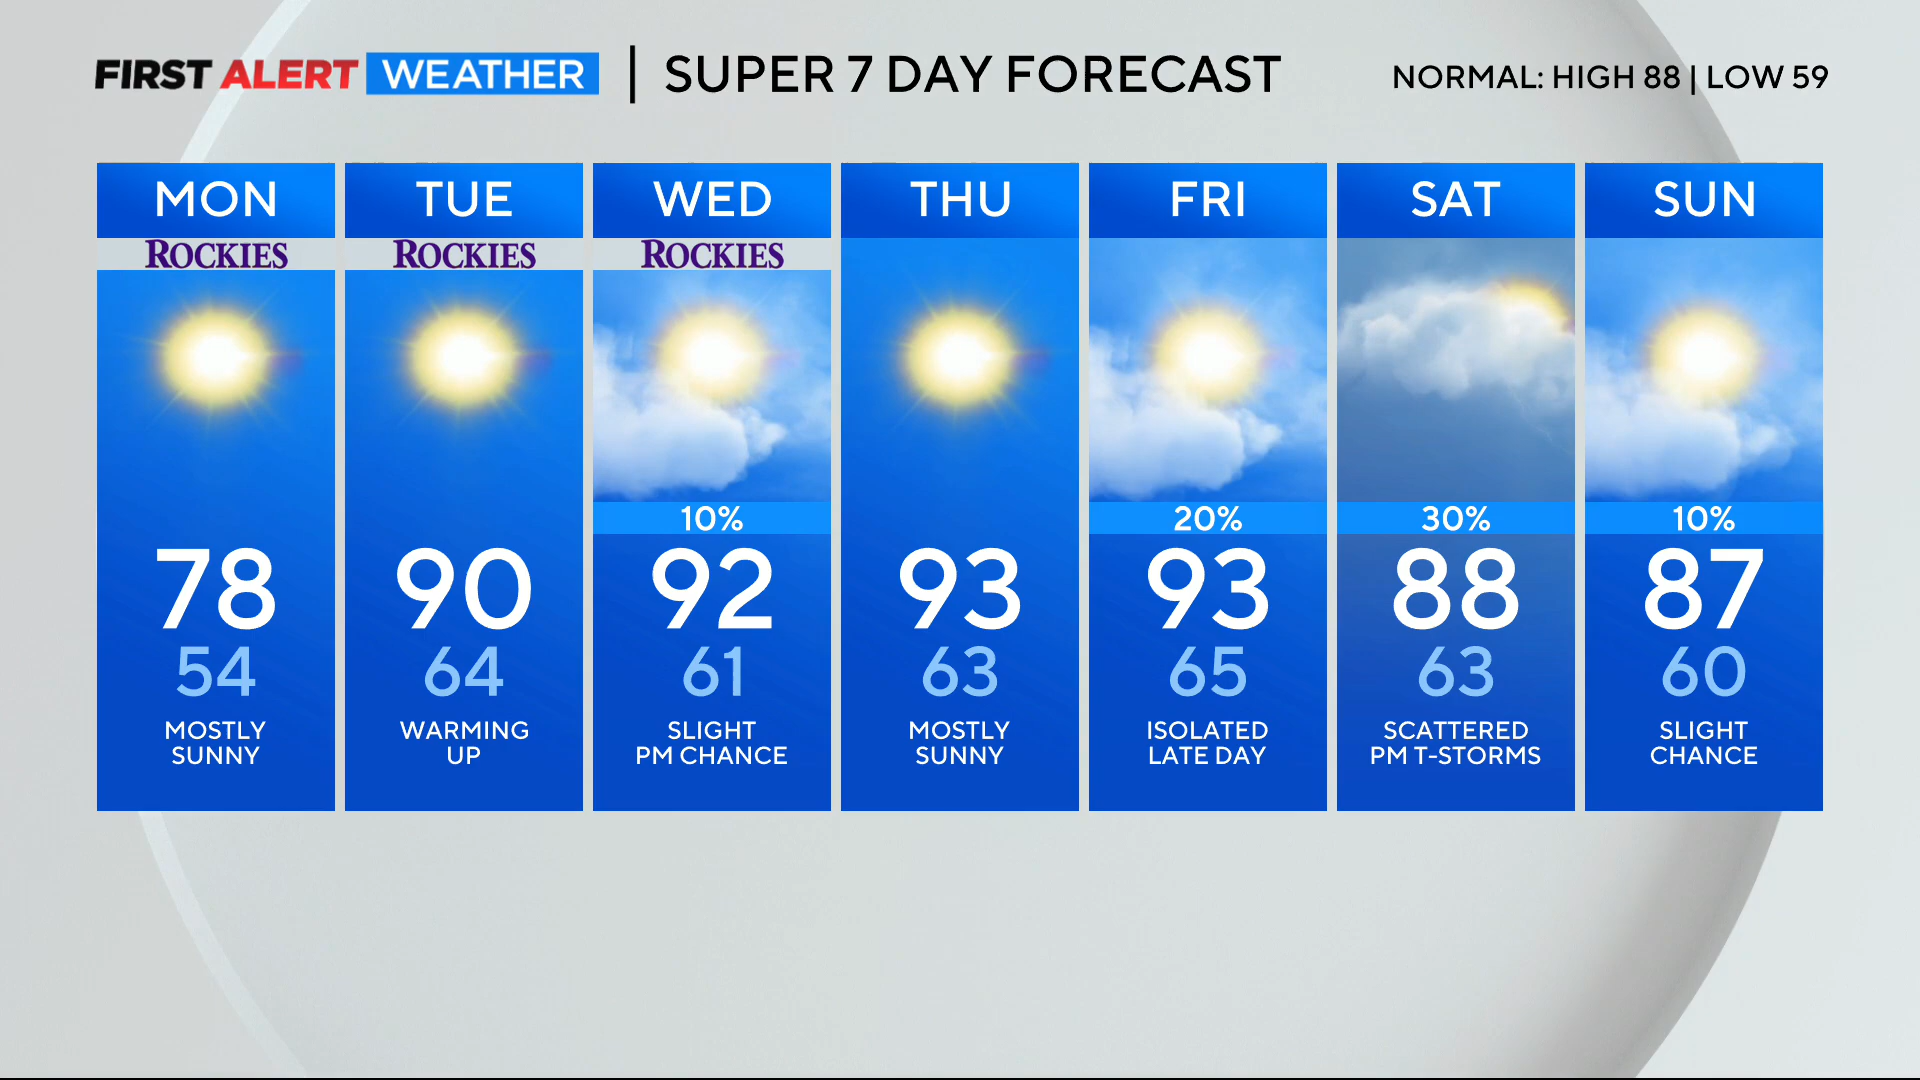 FIRST ALERT WEATHER | SUPER 7 DAY FORECAST
NORMAL: HIGH 88 | LOW 59
MON
ROCKIES
78
54
MOSTLY
SUNNY
TUE
ROCKIES
90
64
WARMING
UP
WED
ROCKIES
10%
92
61
SLIGHT
PM CHANCE
THU
93
63
MOSTLY
SUNNY
FRI
20%
93
65
ISOLATED
LATE DAY
SAT
30%
88
63
SCATTERED
PM T-STORMS
SUN
10%
87
60
SLIGHT
CHANCE